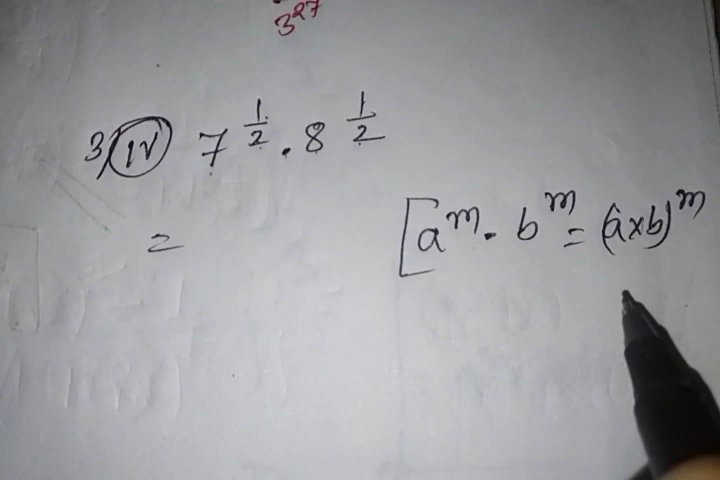 3^27
3) (iv) 7^1/2 . 8^1/2
=
[a^m . b^m = (a×b)^m